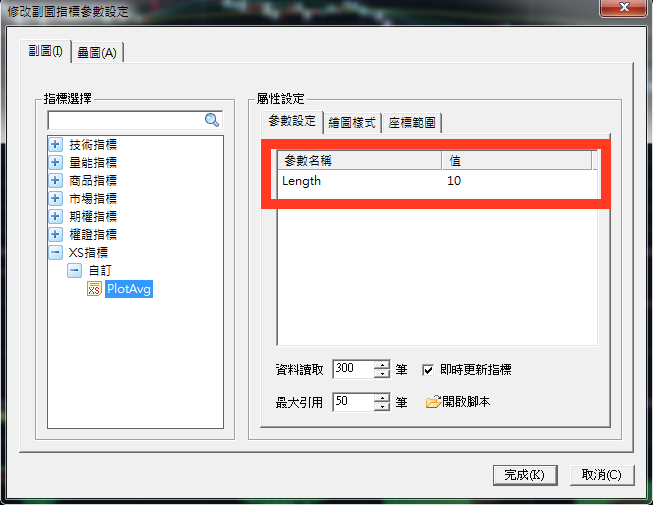 修改副圖指標參數設定
副圖(I)
疊圖(A)
指標選擇
技術指標
量能指標
商品指標
市場指標
期權指標
權證指標
XS指標
自訂
PlotAvg
屬性設定
參數設定
繪圖樣式
座標範圍
參數名稱 值
Length 10
資料讀取 300 筆 即時更新指標
最大引用 50 筆 開啟腳本
完成(K) 取消(C)